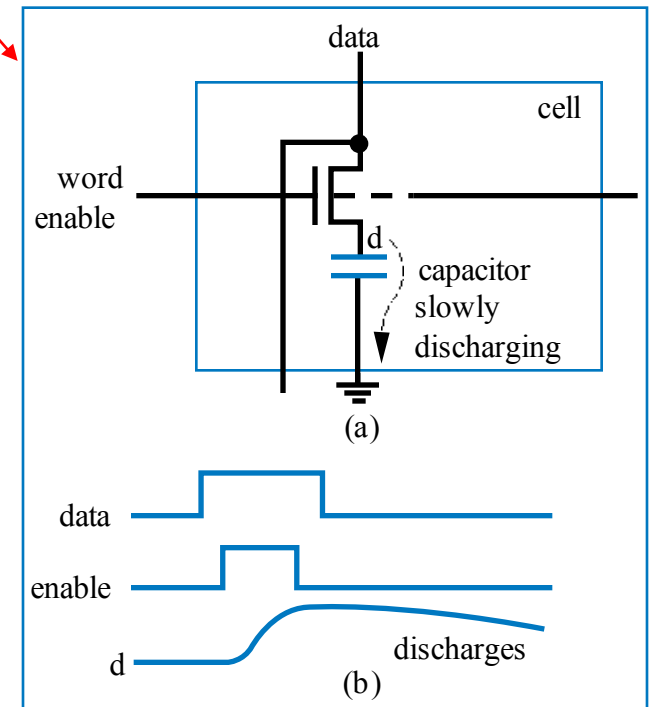 data
cell
word
enable
d
capacitor
slowly
discharging
(a)
data
enable
discharges
d
(b)